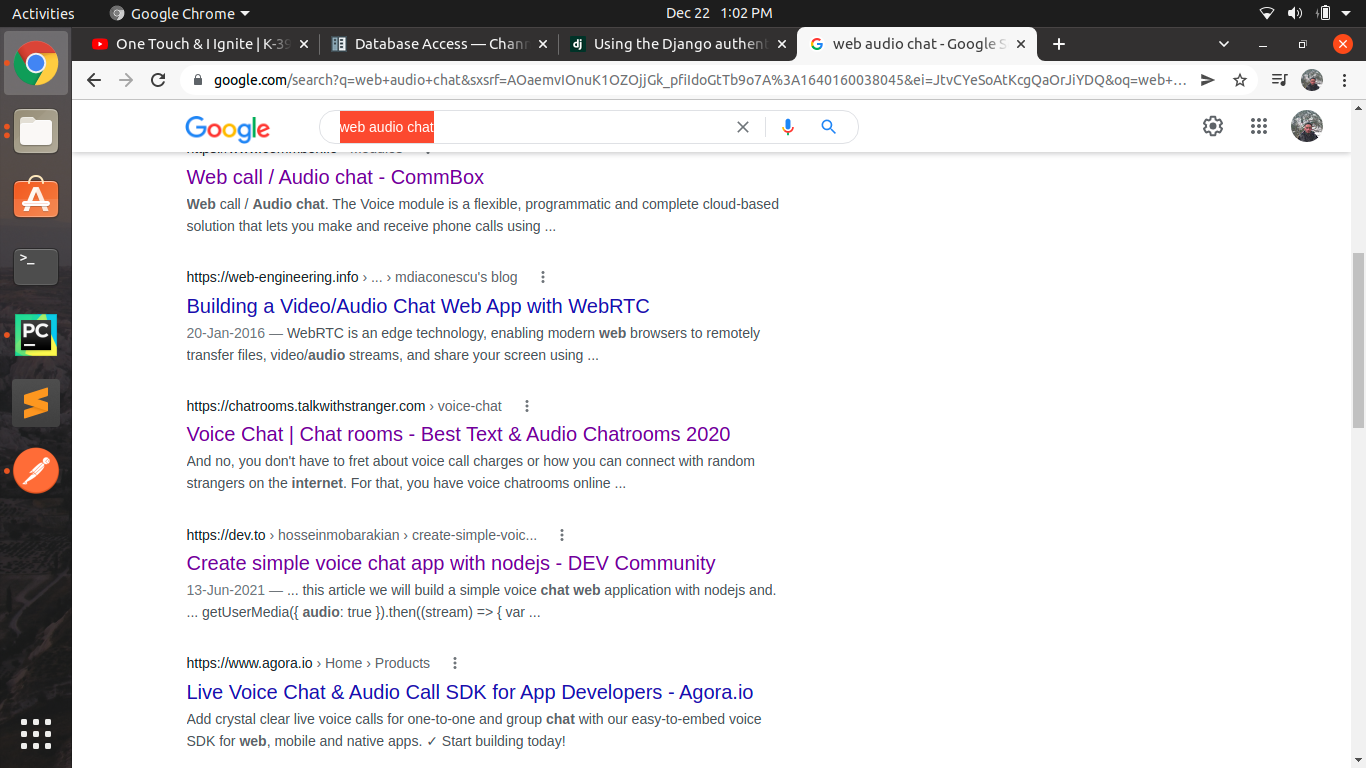 Activities
Google Chrome
Dec 22 1:02 PM
One Touch & I Ignite | K-39
Database Access — Chann
Using the Django authent
web audio chat - Google S
google.com/search?q=web+audio+chat&sxsrf=AOaemvIOnuK1OZOjjGk_pfiIdoGtTb9o7A%3A1640160038045&ei=JtvCYeSoAtKcgQaOrJiYDQ&oq=web+...
Google
web audio chat
Web call / Audio chat - CommBox
Web call / Audio chat. The Voice module is a flexible, programmatic and complete cloud-based
solution that lets you make and receive phone calls using ...
https://web-engineering.info › ... › mdiaconescu's blog
Building a Video/Audio Chat Web App with WebRTC
20-Jan-2016 — WebRTC is an edge technology, enabling modern web browsers to remotely
transfer files, video/audio streams, and share your screen using ...
https://chatrooms.talkwithstranger.com › voice-chat
Voice Chat | Chat rooms - Best Text & Audio Chatrooms 2020
And no, you don't have to fret about voice call charges or how you can connect with random
strangers on the internet. For that, you have voice chatrooms online ...
https://dev.to › hosseinmobarakian › create-simple-voic...
Create simple voice chat app with nodejs - DEV Community
13-Jun-2021 — ... this article we will build a simple voice chat web application with nodejs and.
... getUserMedia({ audio: true }).then((stream) => { var ...
https://www.agora.io › Home › Products
Live Voice Chat & Audio Call SDK for App Developers - Agora.io
Add crystal clear live voice calls for one-to-one and group chat with our easy-to-embed voice
SDK for web, mobile and native apps. ✓ Start building today!
>_
PC